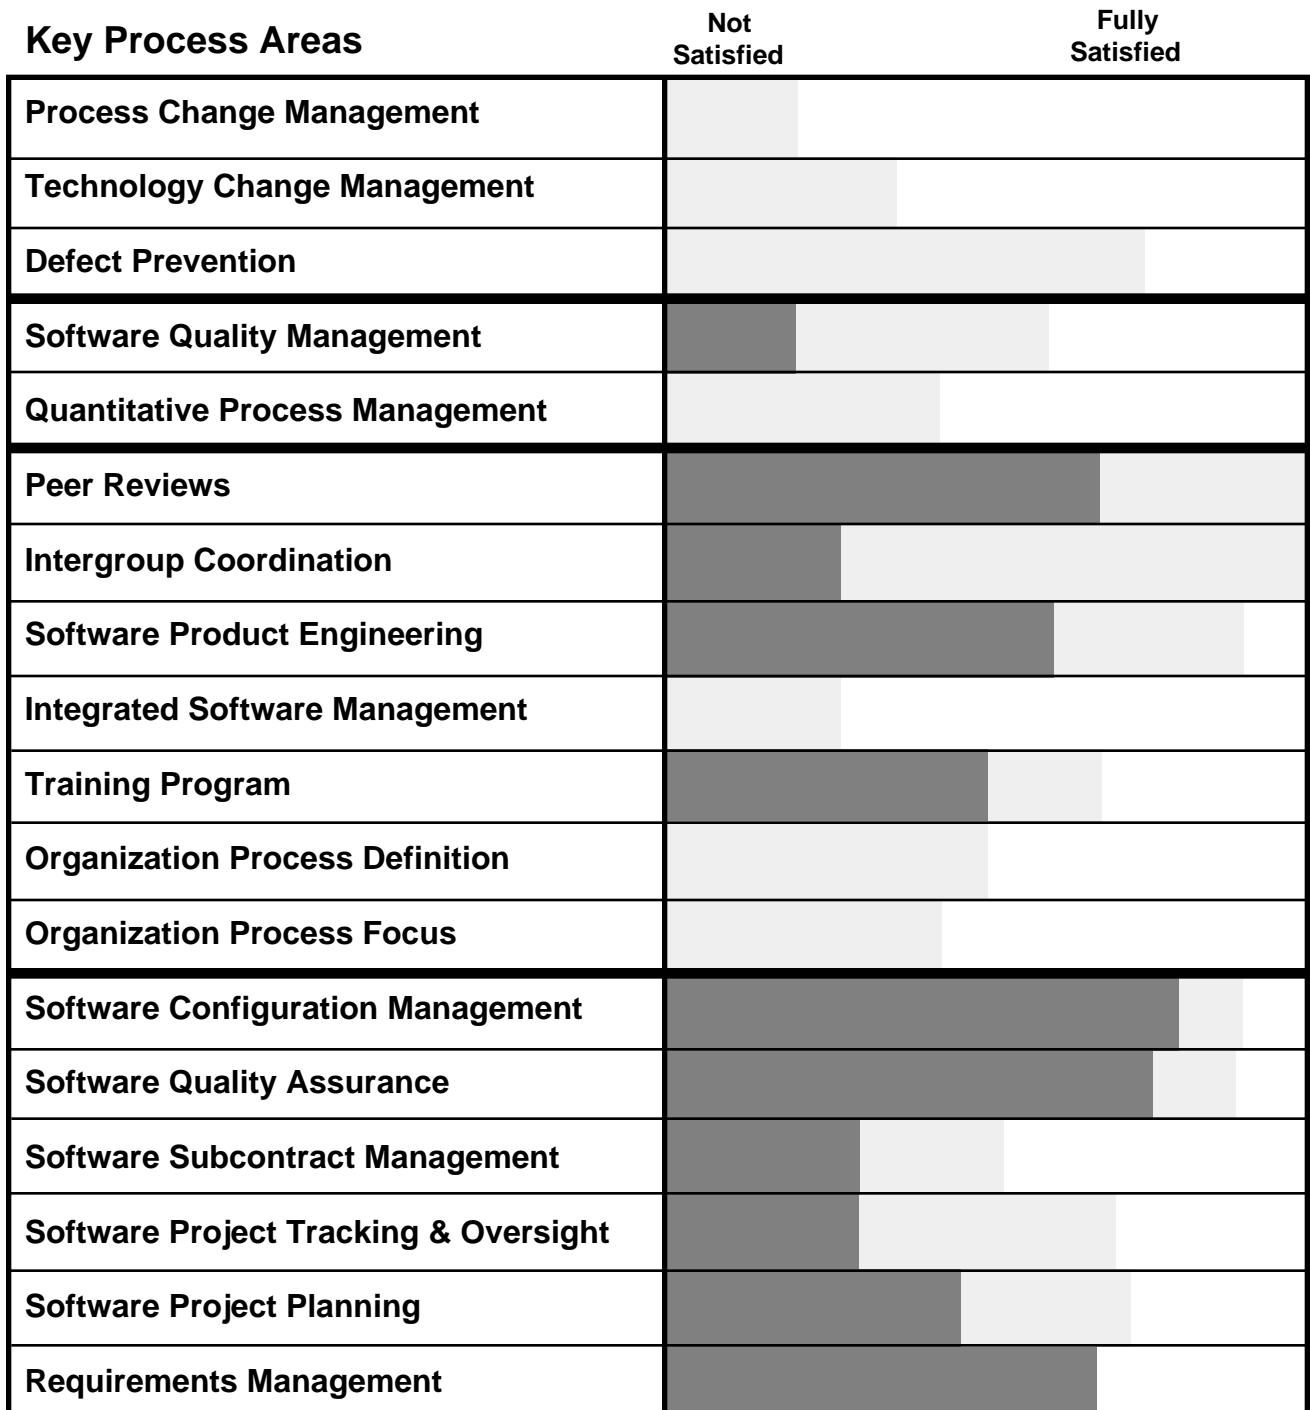 Key Process Areas
Not
Satisfied
Fully
Satisfied
Process Change Management
Technology Change Management
Defect Prevention
Software Quality Management
Quantitative Process Management
Peer Reviews
Intergroup Coordination
Software Product Engineering
Integrated Software Management
Training Program
Organization Process Definition
Organization Process Focus
Software Configuration Management
Software Quality Assurance
Software Subcontract Management
Software Project Tracking & Oversight
Software Project Planning
Requirements Management